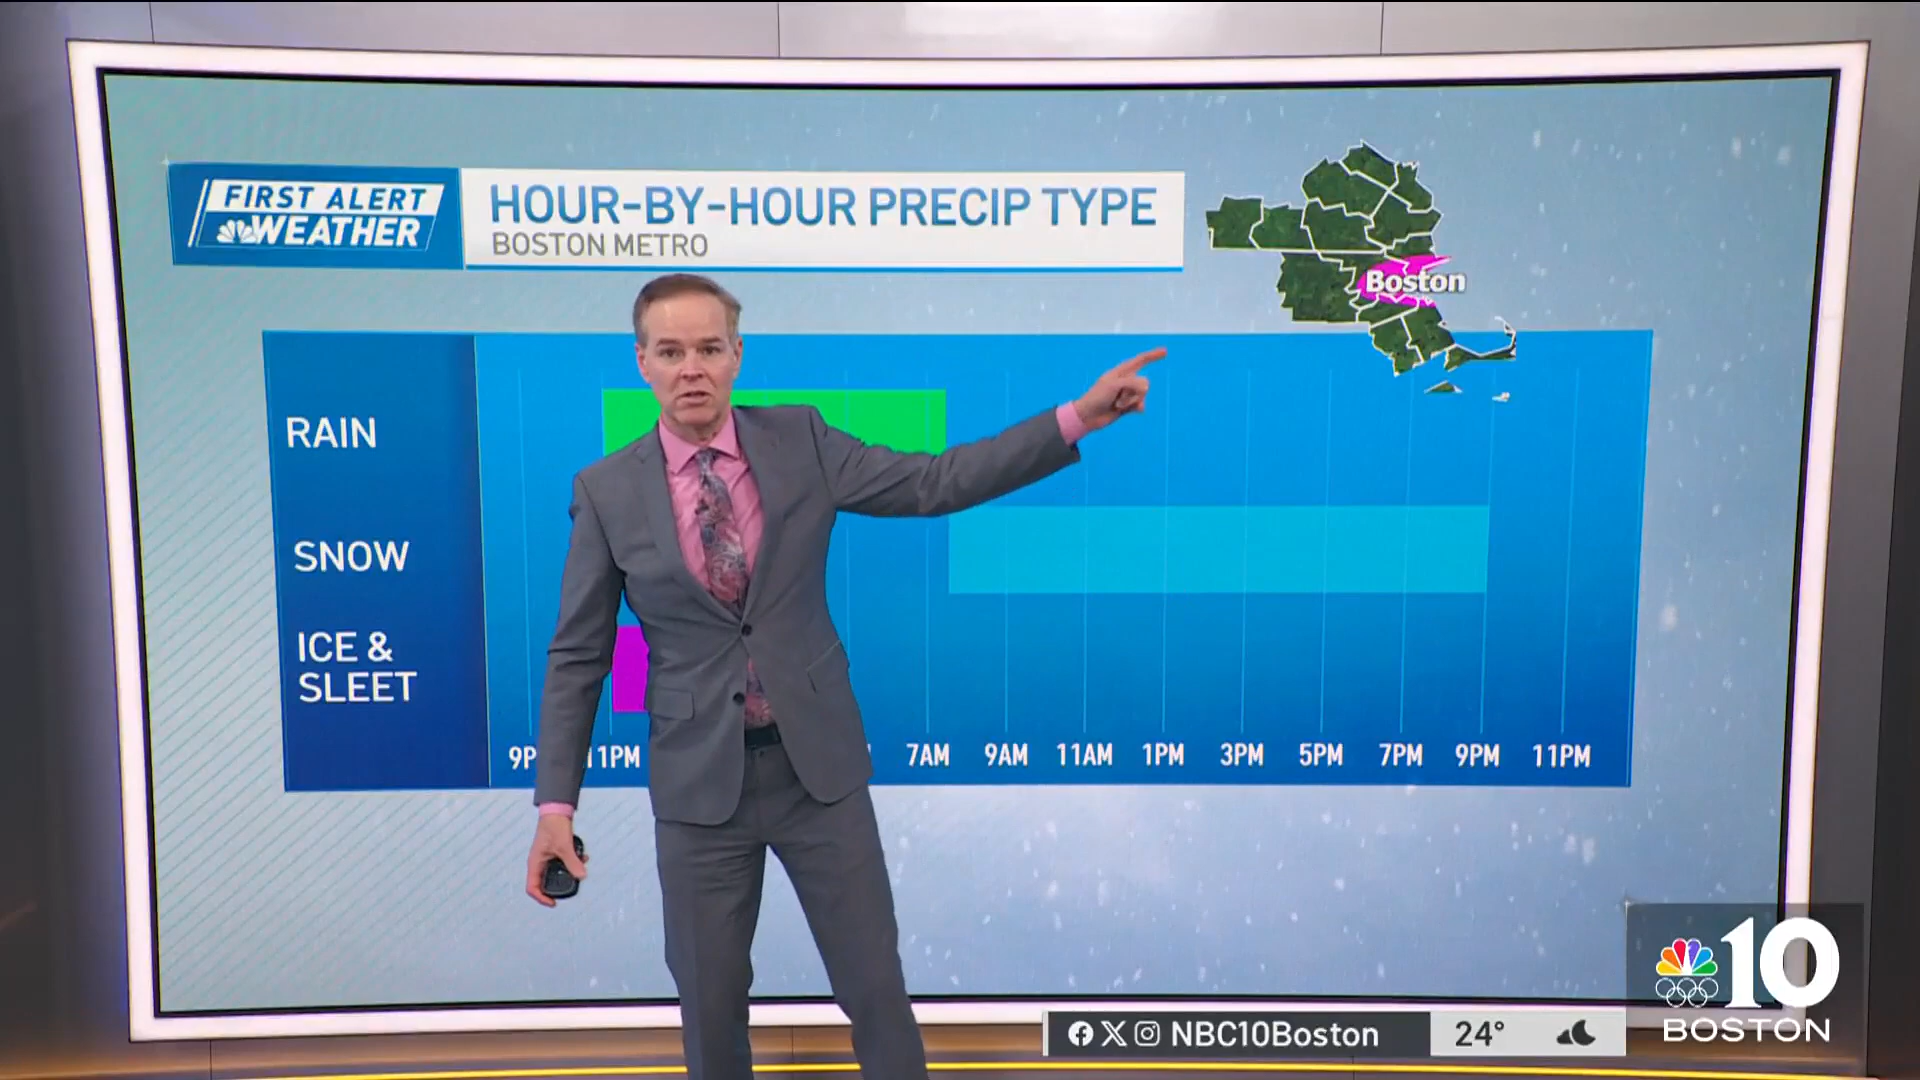 FIRST ALERT
WEATHER
HOUR-BY-HOUR PRECIP TYPE
BOSTON METRO
Boston
RAIN
SNOW
ICE &
SLEET
11PM 7AM 9AM 11AM 1PM 3PM 5PM 7PM 9PM 11PM
10
BOSTON
NBC10Boston 24°